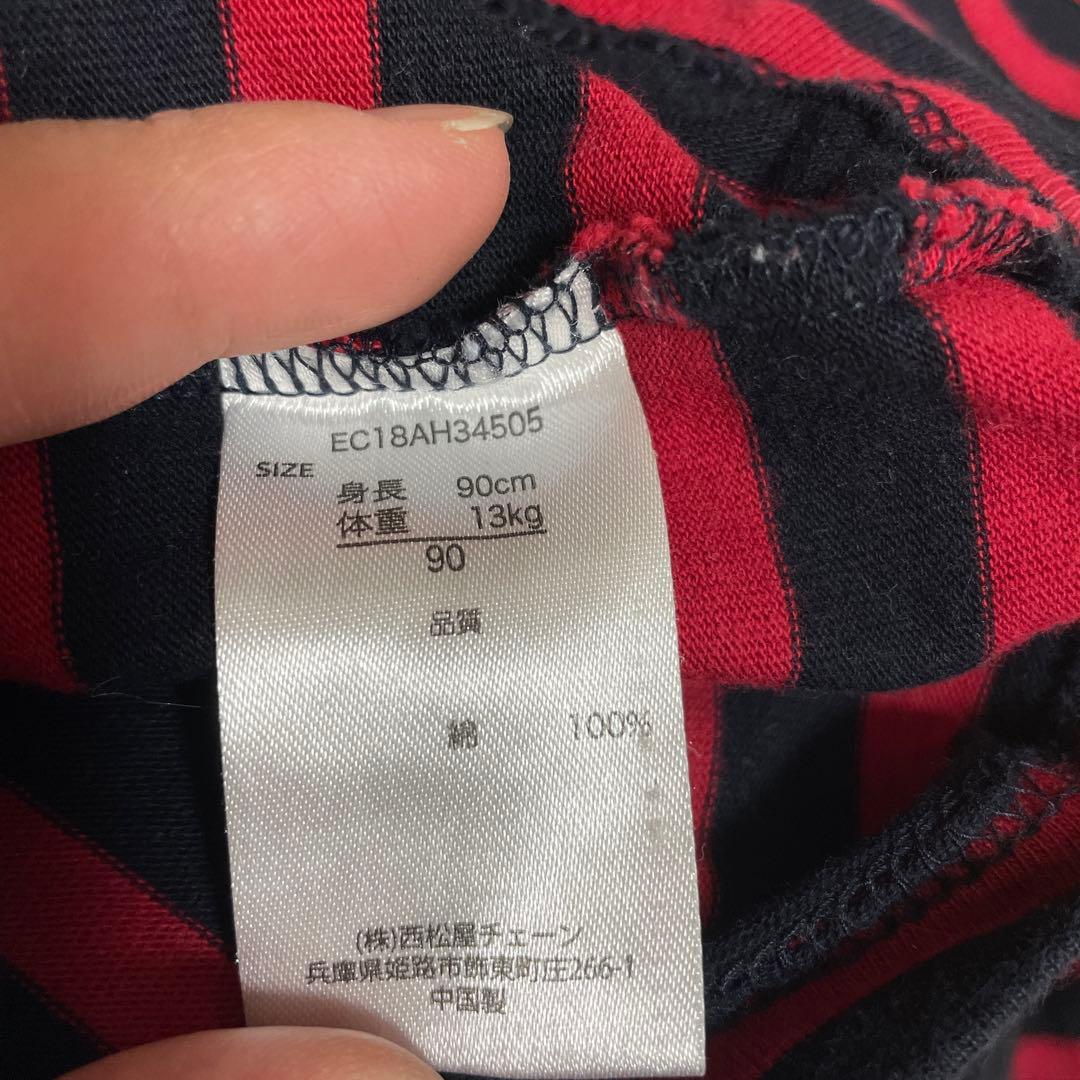 EC18AH34505
SIZE
身長 90cm
体重 13kg
90
品質
綿 100%
(株)西松屋チェーン
兵庫県姫路市飾東町庄266-1
中国製